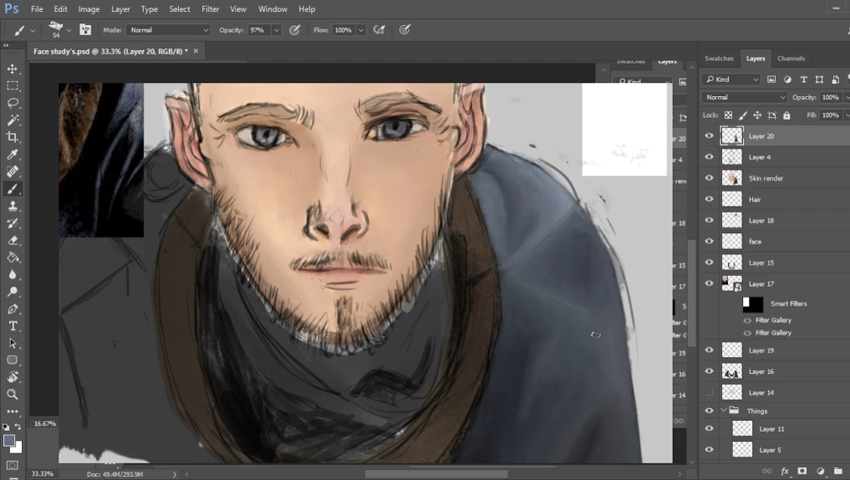 Ps File Edit Image Layer Type Select Filter View Window Help
54 Mode: Normal Opacity: 97% Flow: 100%
Face study's.psd @ 33.3% (Layer 20, RGB/8) * ×
Swatches Layers Channels
Kind
Normal Opacity: 100%
Lock: Fill: 100%
Layer 20
Layer 4
Skin render
Hair
Layer 18
face
Layer 15
Layer 17
Smart Filters
Filter Gallery
Filter Gallery
Layer 19
Layer 16
Layer 14
Things
Layer 11
Layer 5
16.67%
33.33% Doc: 49.4M/293.9M
fx